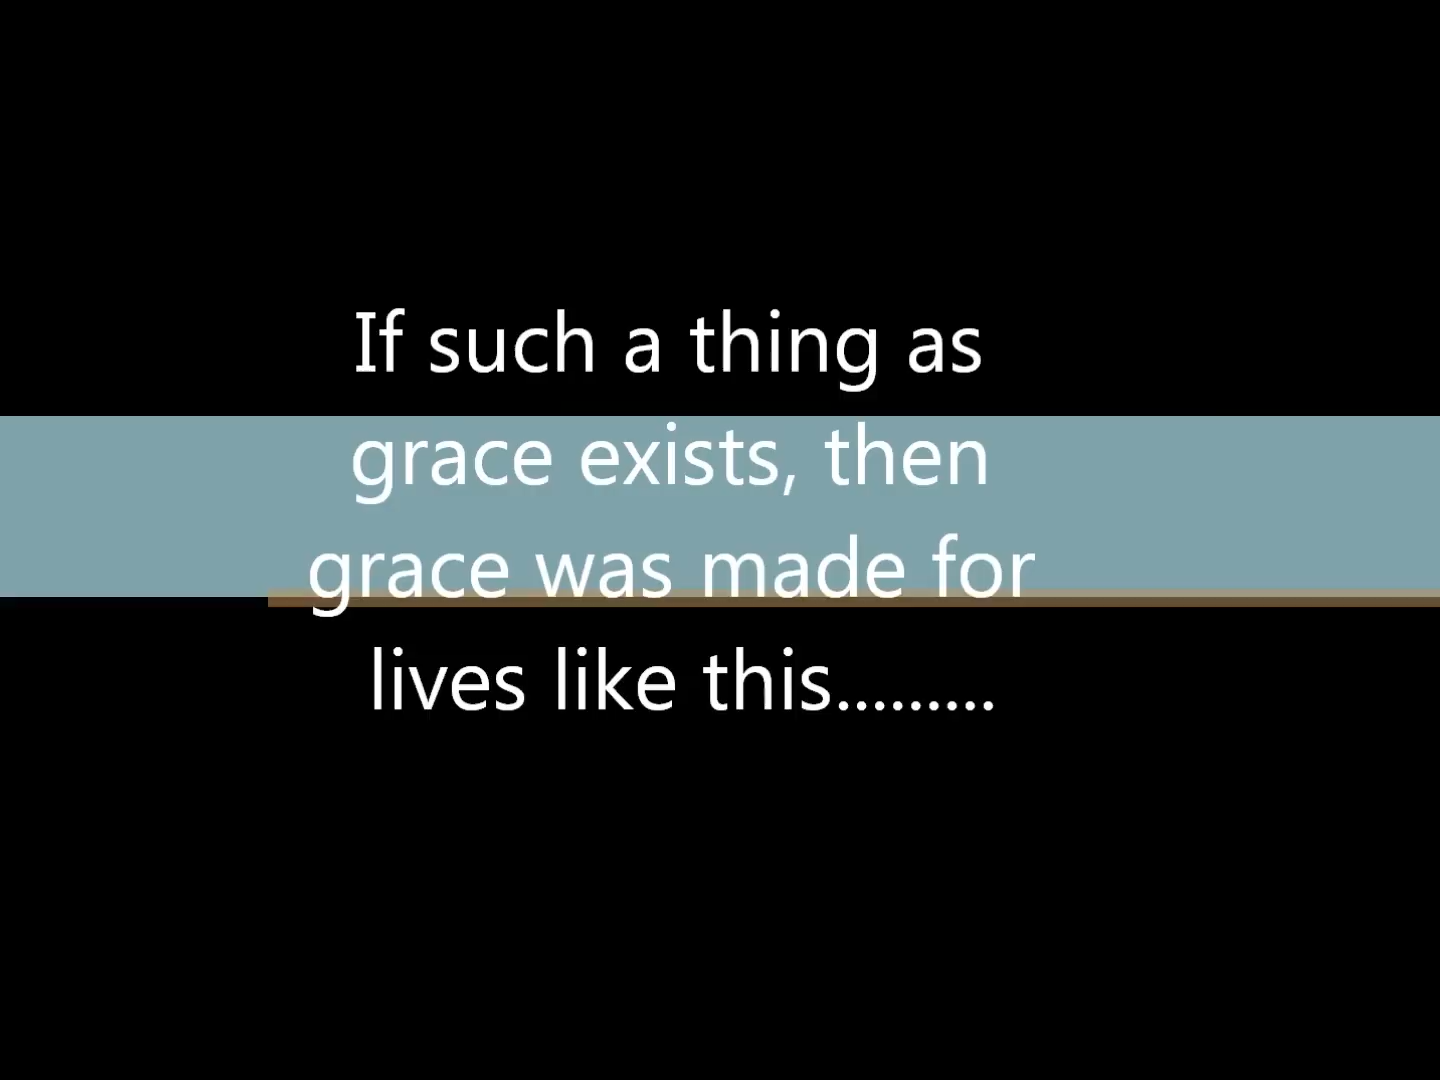 If such a thing as
grace exists, then
grace was made for
lives like this.........